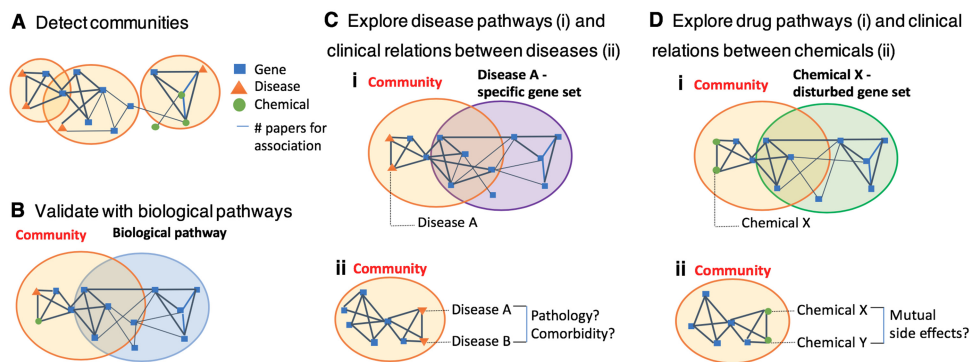 A Detect communities
Gene
Disease
Chemical
# papers for
association
B Validate with biological pathways
Community
Biological pathway
C Explore disease pathways (i) and
clinical relations between diseases (ii)
i
Community
Disease A -
specific gene set
Disease A
ii
Community
Disease A
Disease B
Pathology?
Comorbidity?
D Explore drug pathways (i) and clinical
relations between chemicals (ii)
i
Community
Chemical X -
disturbed gene set
Chemical X
ii
Community
Chemical X
Chemical Y
Mutual
side effects?